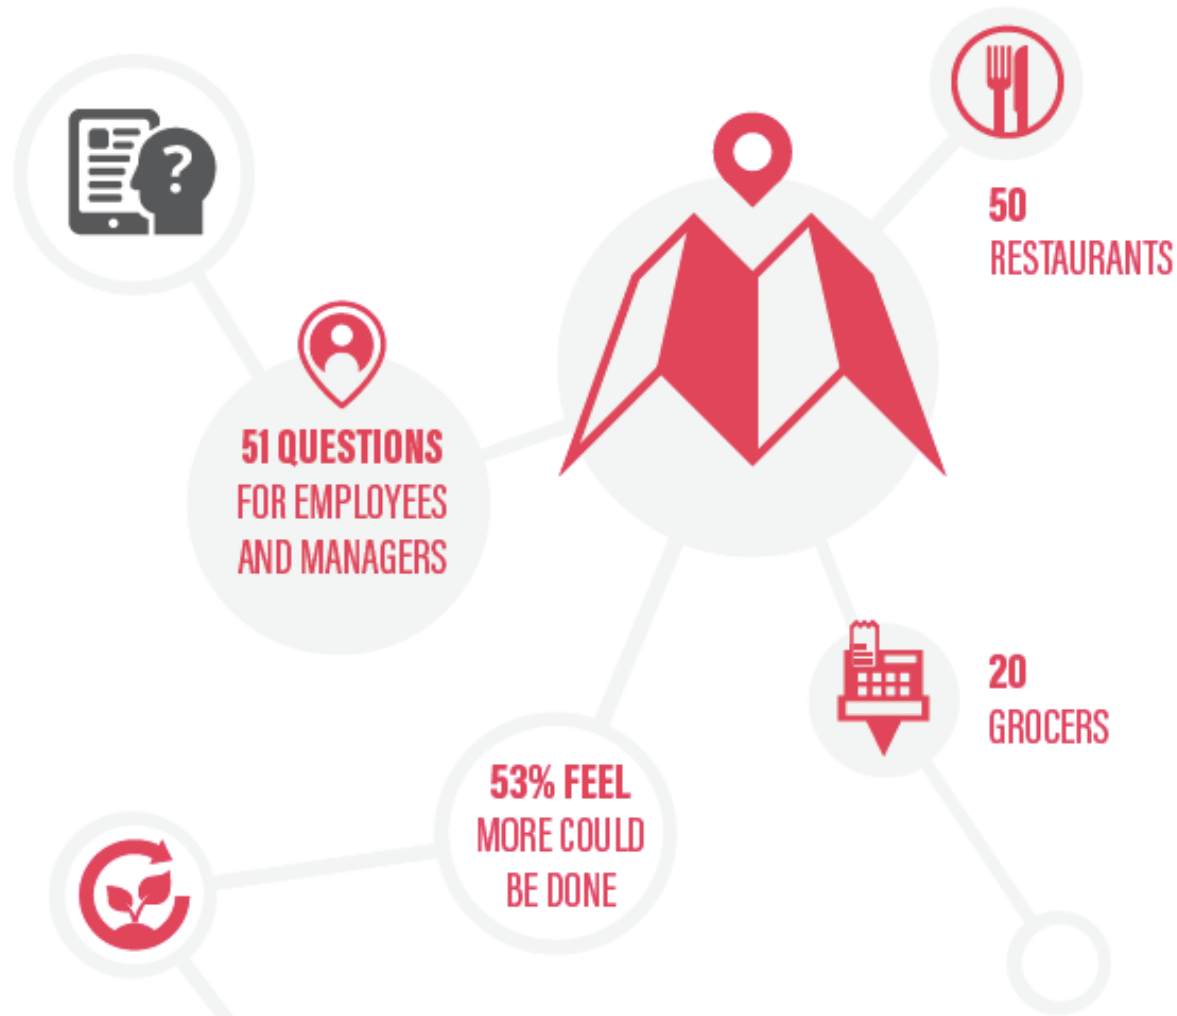 50
RESTAURANTS
?
51 QUESTIONS
FOR EMPLOYEES
AND MANAGERS
20
GROCERS
53% FEEL
MORE COULD
BE DONE